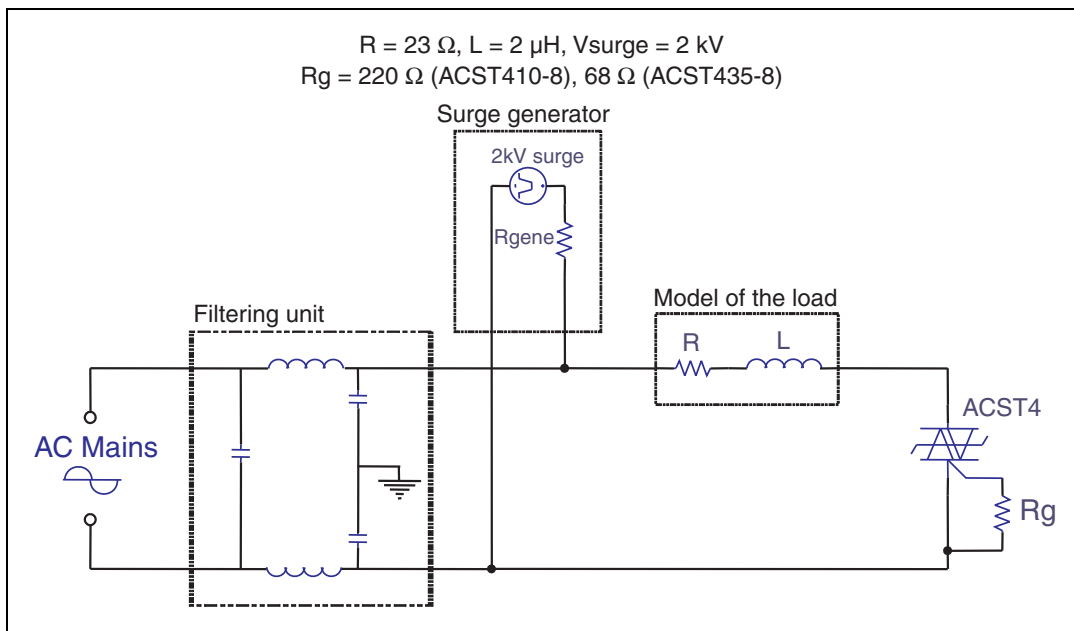 R = 23 Ω, L = 2 µH, Vsurge = 2 kV
Rg = 220 Ω (ACST410-8), 68 Ω (ACST435-8)
Surge generator
2kV surge
Rgene
Model of the load
Filtering unit
R
L
ACST4
AC Mains
Rg